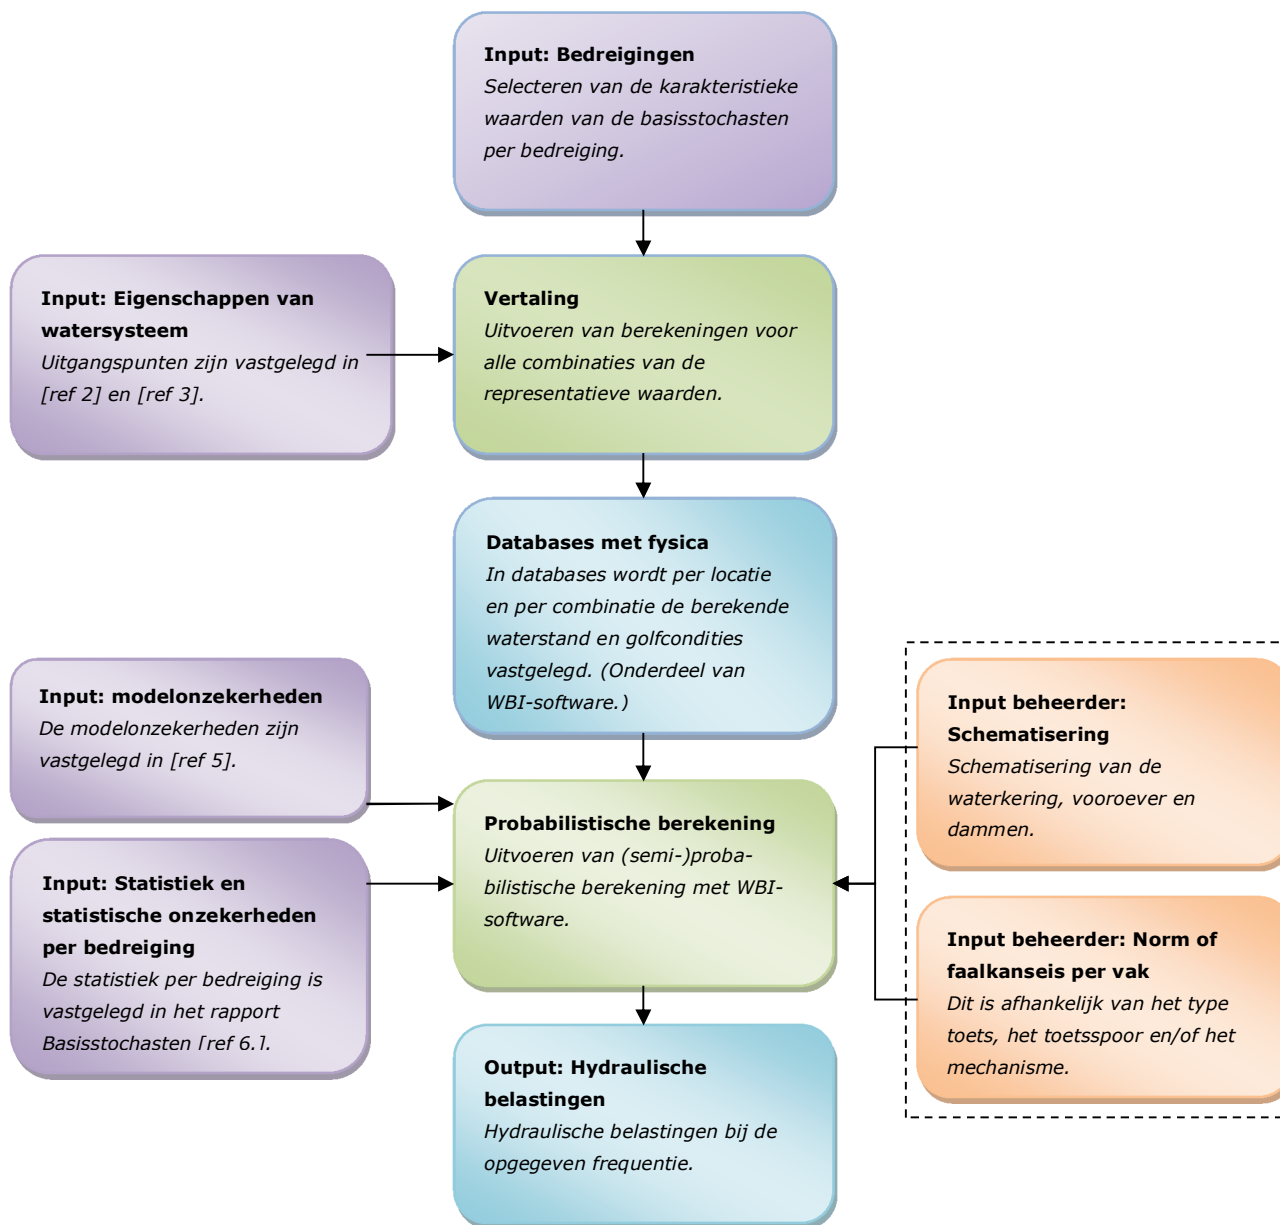 Input: Bedreigingen
Selecteren van de karakteristieke
waarden van de basisstochasten
per bedreiging.
Input: Eigenschappen van
watersysteem
Uitgangspunten zijn vastgelegd in
[ref 2] en [ref 3].
Vertaling
Uitvoeren van berekeningen voor
alle combinaties van de
representatieve waarden.
Databases met fysica
In databases wordt per locatie
en per combinatie de berekende
waterstand en golfcondities
vastgelegd. (Onderdeel van
WBI-software.)
Input: modelonzekerheden
De modelonzekerheden zijn
vastgelegd in [ref 5].
Input: Statistiek en
statistische onzekerheden
per bedreiging
De statistiek per bedreiging is
vastgelegd in het rapport
Basisstochasten [ref 6.].
Probabilistische berekening
Uitvoeren van (semi-)proba-
bilistische berekening met WBI-
software.
Input beheerder:
Schematisering
Schematisering van de
waterkering, vooroever en
dammen.
Input beheerder: Norm of
faalkanseis per vak
Dit is afhankelijk van het type
toets, het toetsspoor en/of het
mechanisme.
Output: Hydraulische
belastingen
Hydraulische belastingen bij de
opgegeven frequentie.